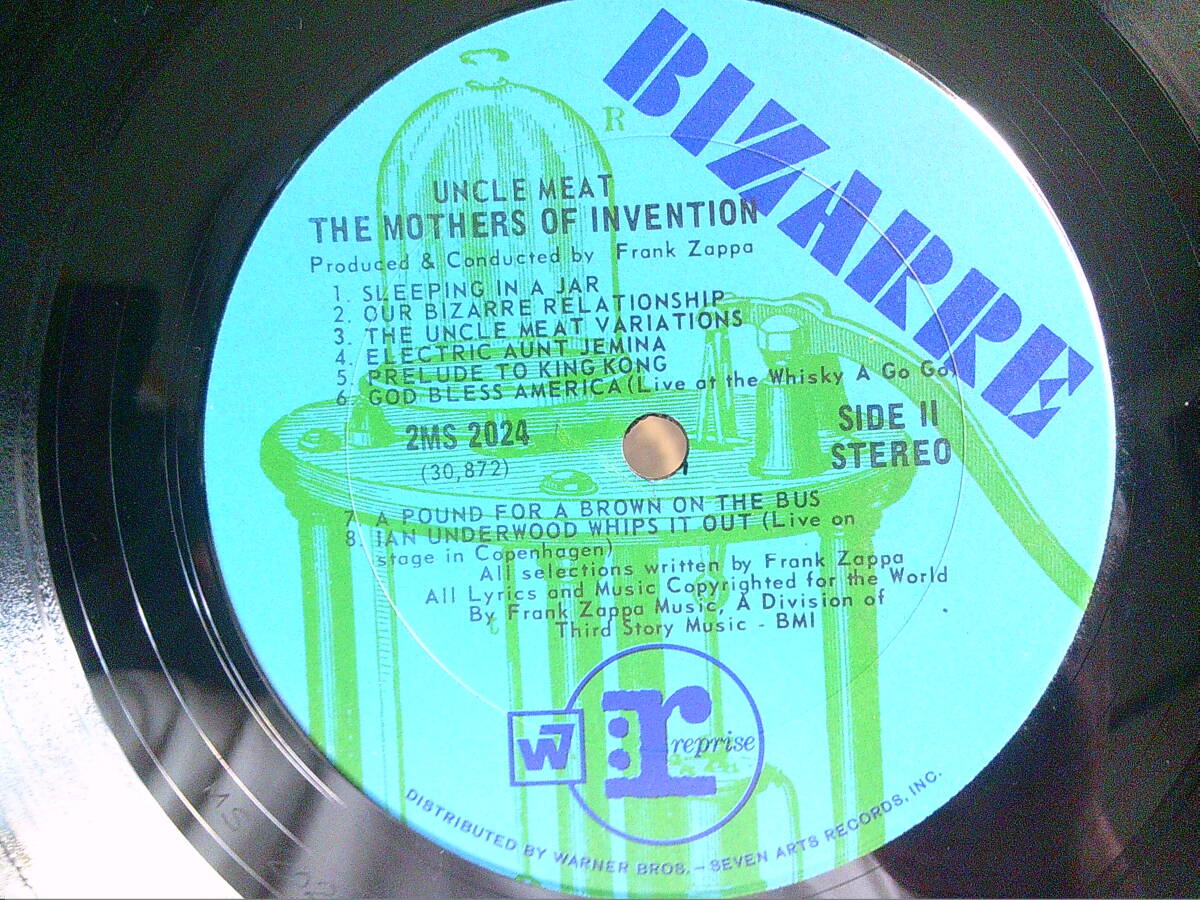 BIZARRE
R
UNCLE MEAT
THE MOTHERS OF INVENTION
Produced & Conducted by Frank Zappa
1. SLEEPING IN A JAR
2. OUR BIZARRE RELATIONSHIP
3. THE UNCLE MEAT VARIATIONS
4. ELECTRIC AUNT JEMINA
5. PRELUDE TO KING KONG
6. GOD BLESS AMERICA (Live at the Whisky A Go Go)
2MS 2024
(30,872)
SIDE II
STEREO
7. A POUND FOR A BROWN ON THE BUS
8. IAN UNDERWOOD WHIPS IT OUT (Live on
stage in Copenhagen)
All selections written by Frank Zappa
All Lyrics and Music Copyrighted for the World
By Frank Zappa Music, A Division of
Third Story Music - BMI
W7
r reprise
DISTRIBUTED BY WARNER BROS. – SEVEN ARTS RECORDS, INC.